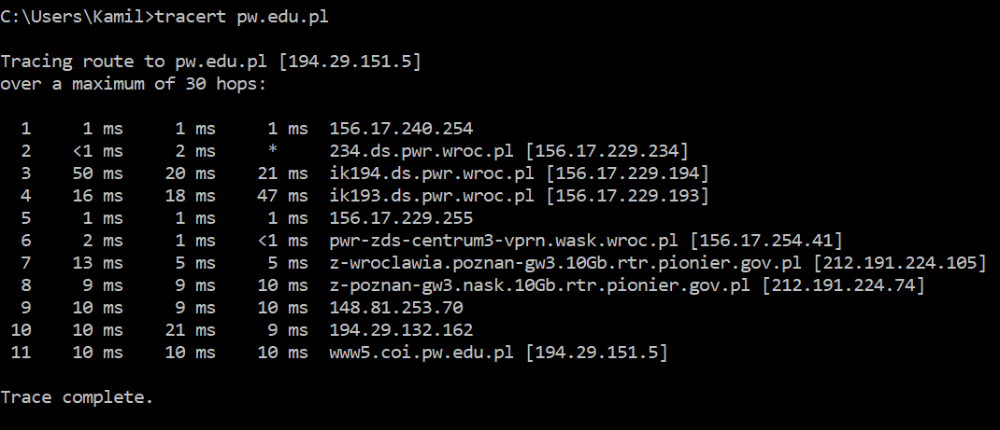 C:\Users\Kamil>tracert pw.edu.pl
Tracing route to pw.edu.pl [194.29.151.5]
over a maximum of 30 hops:
1 1 ms 1 ms 1 ms 156.17.240.254
2 <1 ms 2 ms * 234.ds.pwr.wroc.pl [156.17.229.234]
3 50 ms 20 ms 21 ms ik194.ds.pwr.wroc.pl [156.17.229.194]
4 16 ms 18 ms 47 ms ik193.ds.pwr.wroc.pl [156.17.229.193]
5 1 ms 1 ms 1 ms 156.17.229.255
6 2 ms 1 ms <1 ms pwr-zds-centrum3-vprn.wask.wroc.pl [156.17.254.41]
7 13 ms 5 ms 5 ms z-wroclawia.poznan-gw3.10Gb.rtr.pionier.gov.pl [212.191.224.105]
8 9 ms 9 ms 10 ms z-poznan-gw3.nask.10Gb.rtr.pionier.gov.pl [212.191.224.74]
9 10 ms 9 ms 10 ms 148.81.253.70
10 10 ms 21 ms 9 ms 194.29.132.162
11 10 ms 10 ms 10 ms www5.coi.pw.edu.pl [194.29.151.5]
Trace complete.